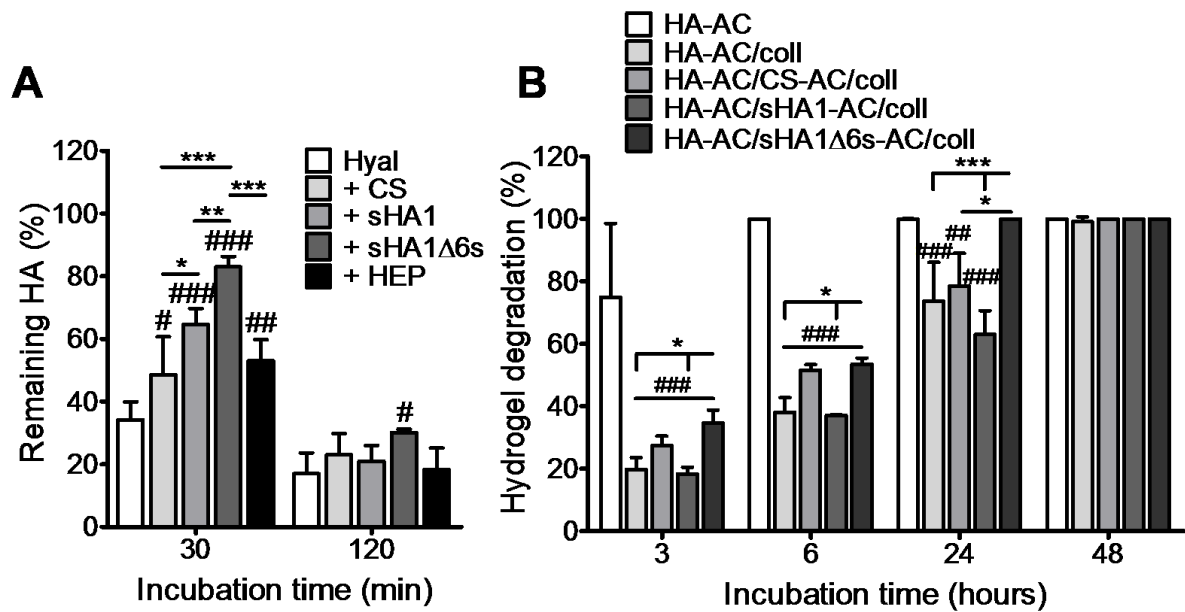 A
Remaining HA (%)
120
100
80
60
40
20
0
Hyal
+ CS
+ sHA1
+ sHA1Δ6s
+ HEP
***
***
**
*
#
###
###
##
#
30
120
Incubation time (min)
B
HA-AC
HA-AC/coll
HA-AC/CS-AC/coll
HA-AC/sHA1-AC/coll
HA-AC/sHA1Δ6s-AC/coll
Hydrogel degradation (%)
120
100
80
60
40
20
0
*
###
*
###
***
*
###
##
###
3
6
24
48
Incubation time (hours)